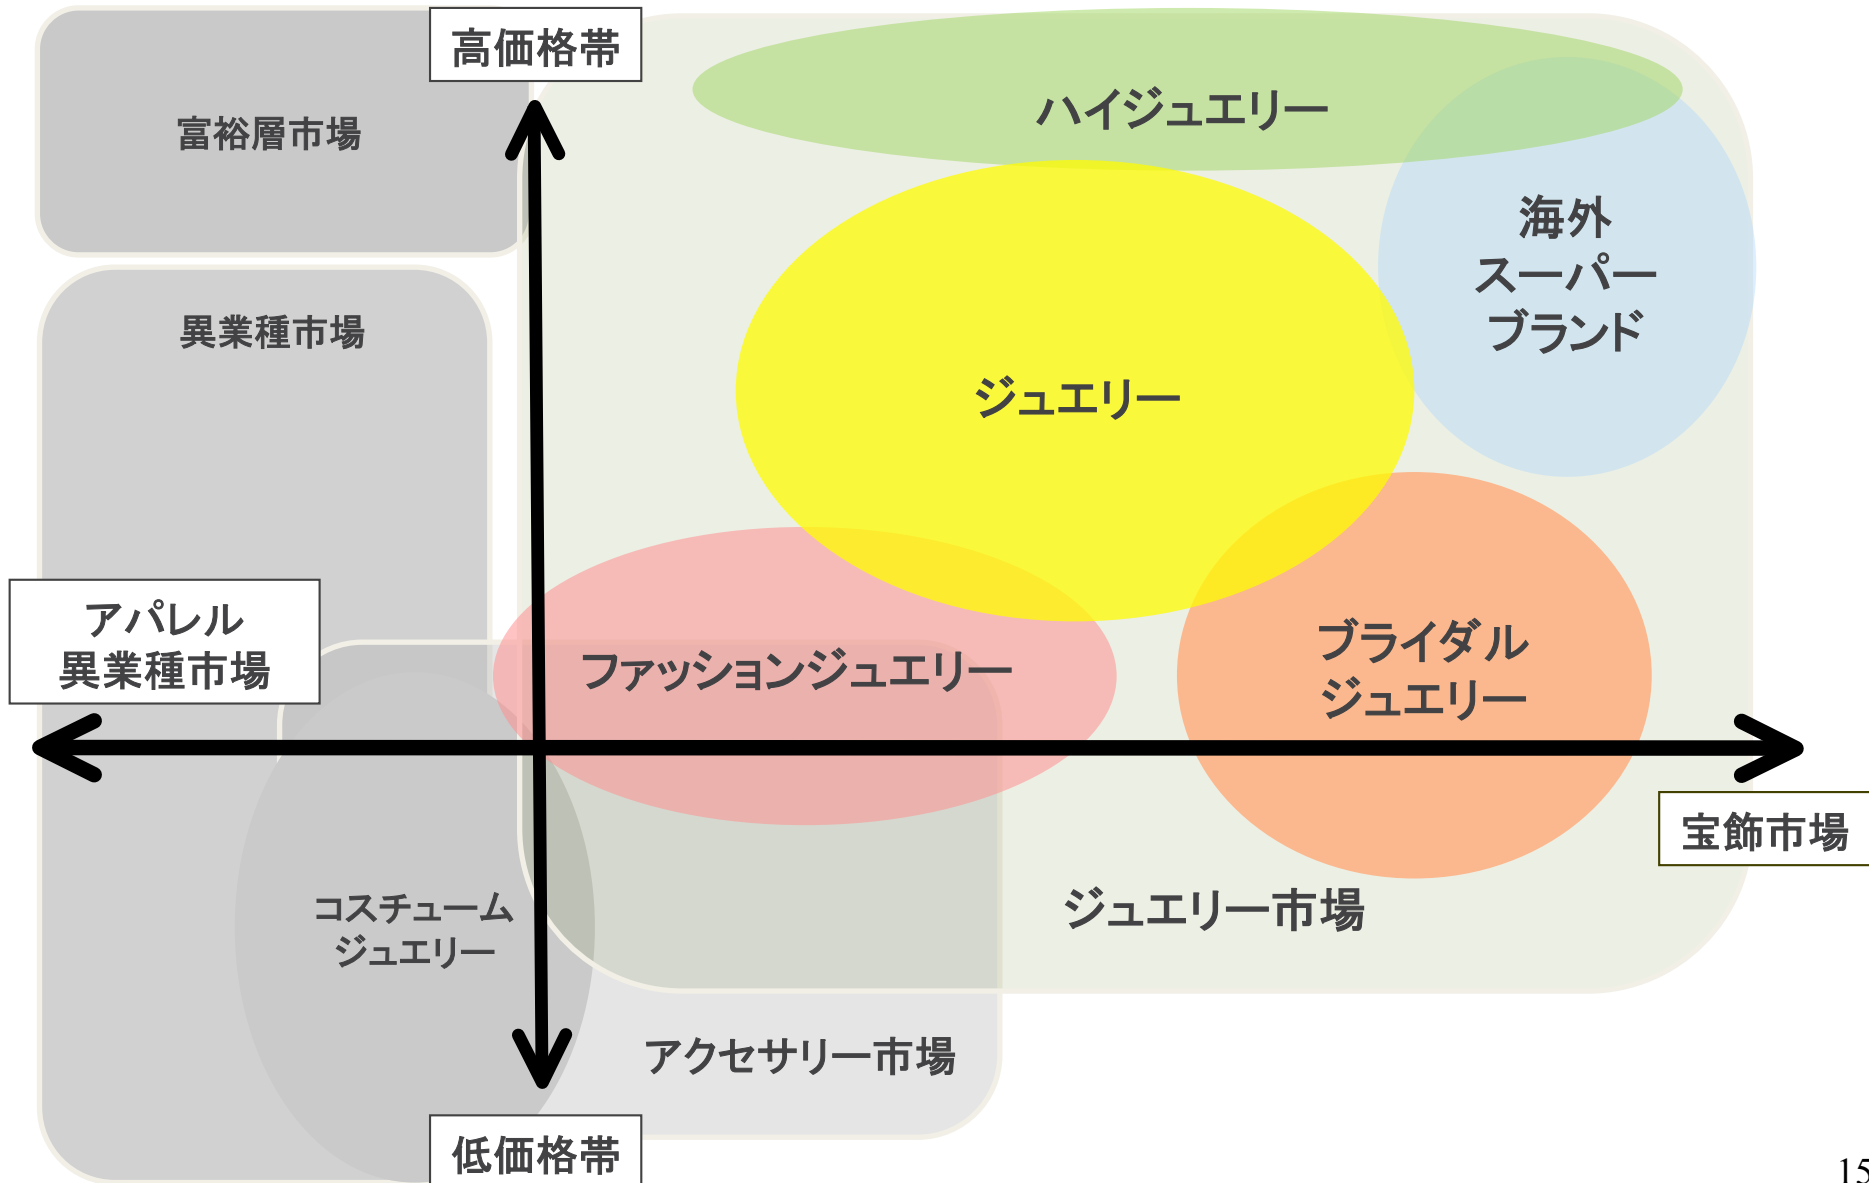 高価格帯
富裕層市場
ハイジュエリー
海外
スーパー
ブランド
異業種市場
ジュエリー
アパレル
異業種市場
ファッションジュエリー
ブライダル
ジュエリー
宝飾市場
コスチューム
ジュエリー
ジュエリー市場
アクセサリー市場
低価格帯
15